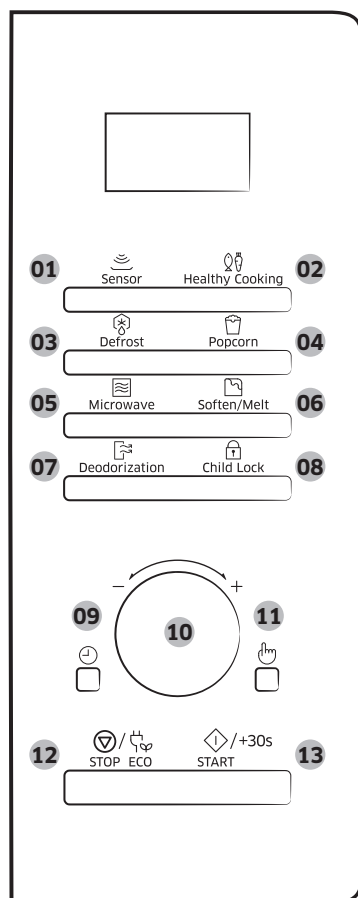 01 Sensor Healthy Cooking 02
03 Defrost Popcorn 04
05 Microwave Soften/Melt 06
07 Deodorization Child Lock 08
− +
09 10 11
/ /+30s
12 STOP ECO START 13